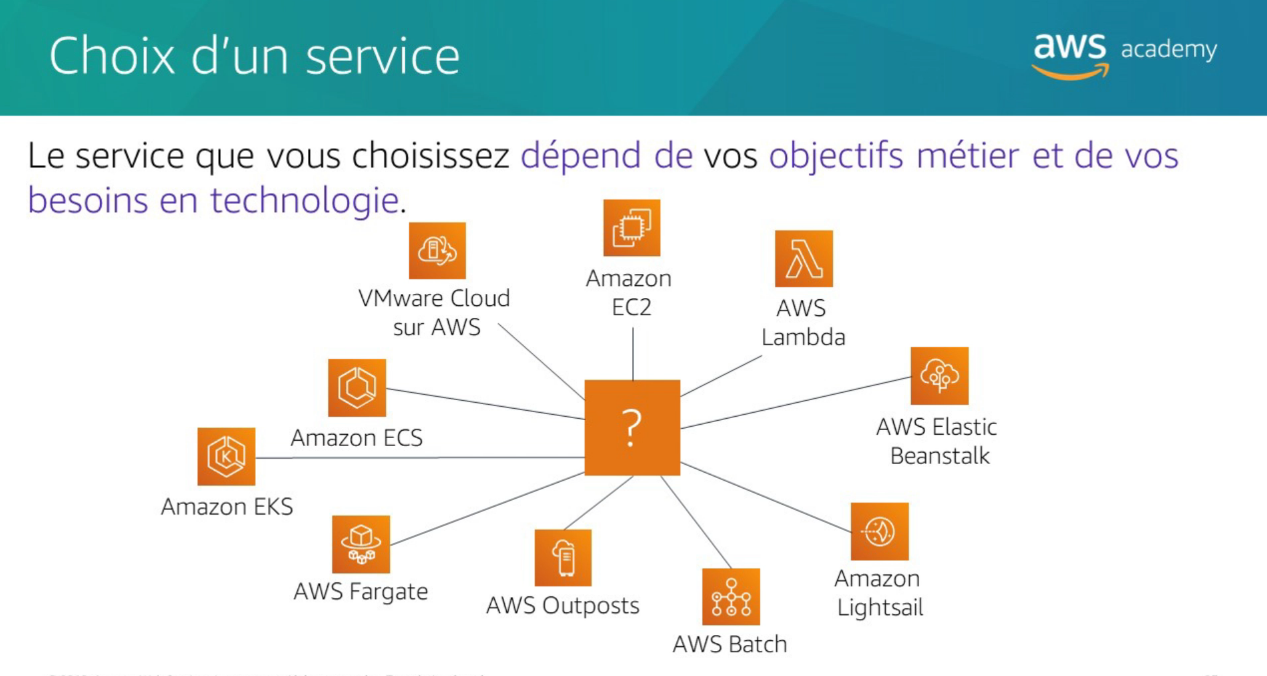 Choix d'un service
aws academy
Le service que vous choisissez dépend de vos objectifs métier et de vos
besoins en technologie.
VMware Cloud
sur AWS
Amazon
EC2
AWS
Lambda
Amazon ECS
?
AWS Elastic
Beanstalk
K
Amazon EKS
AWS Fargate
AWS Outposts
AWS Batch
Amazon
Lightsail